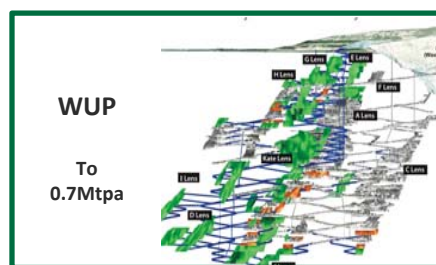 WUP
To
0.7Mtpa
G Lens
E Lens
H Lens
F Lens
A Lens
Kate Lens
C Lens
I Lens
D Lens